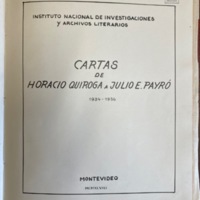 INSTITUTO NACIONAL DE INVESTIGACIONES
Y ARCHIVOS LITERARIOS
CARTAS
DE
HORACIO QUIROGA A JULIO E. PAYRÓ
MONTEVIDEO